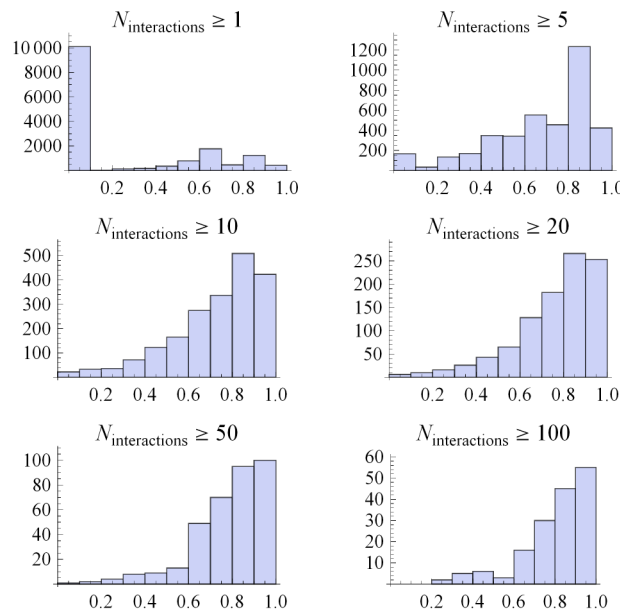 N_interactions ≥ 1
10 000
8000
6000
4000
2000
0.2 0.4 0.6 0.8 1.0
N_interactions ≥ 5
1200
1000
800
600
400
200
0.2 0.4 0.6 0.8 1.0
N_interactions ≥ 10
500
400
300
200
100
0.2 0.4 0.6 0.8 1.0
N_interactions ≥ 20
250
200
150
100
50
0.2 0.4 0.6 0.8 1.0
N_interactions ≥ 50
100
80
60
40
20
0.2 0.4 0.6 0.8 1.0
N_interactions ≥ 100
60
50
40
30
20
10
0.2 0.4 0.6 0.8 1.0